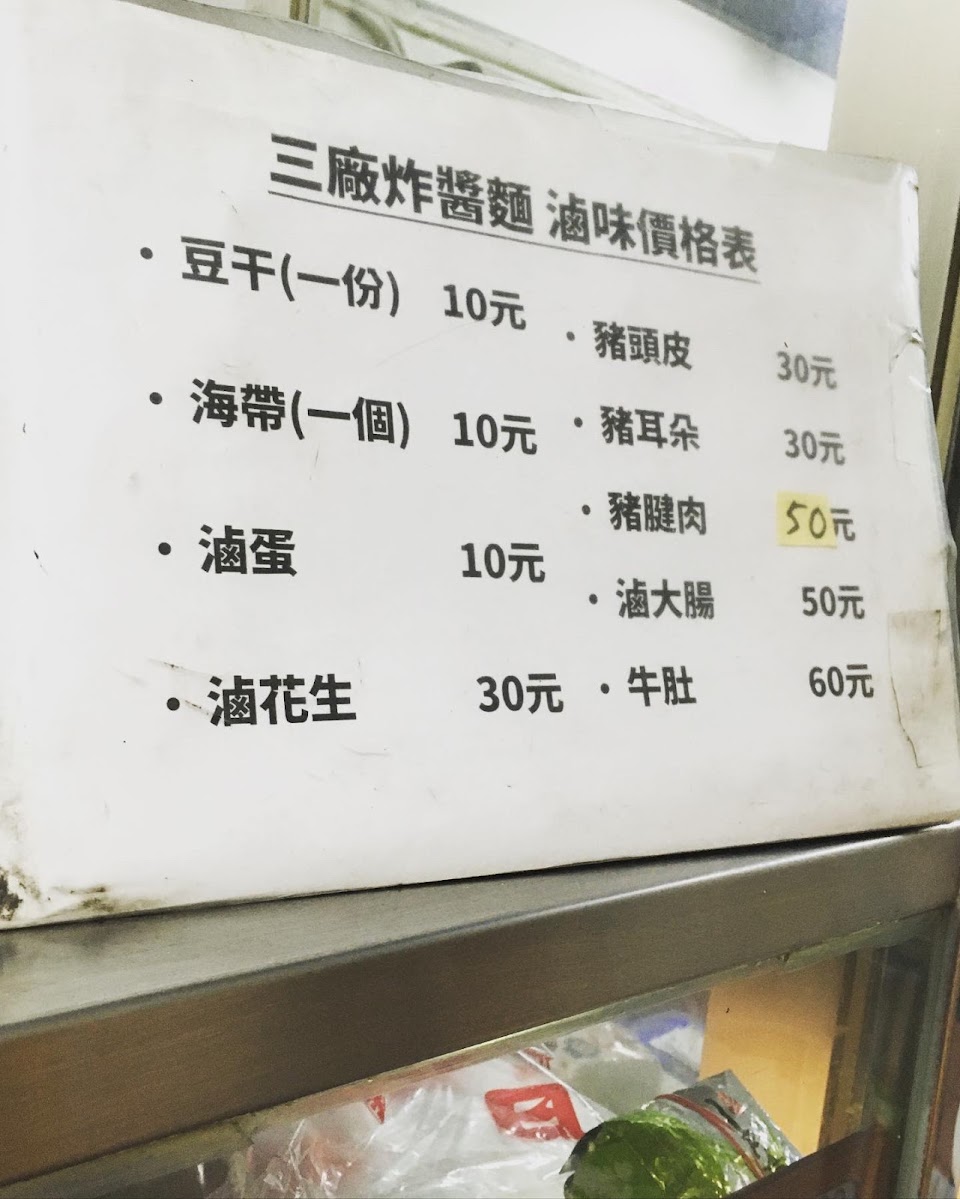 三廠炸醬麵 滷味價格表
・豆干(一份) 10元
・海帶(一個) 10元
・滷蛋 10元
・滷花生 30元
・豬頭皮 30元
・豬耳朵 30元
・豬腱肉 50元
・滷大腸 50元
・牛肚 60元